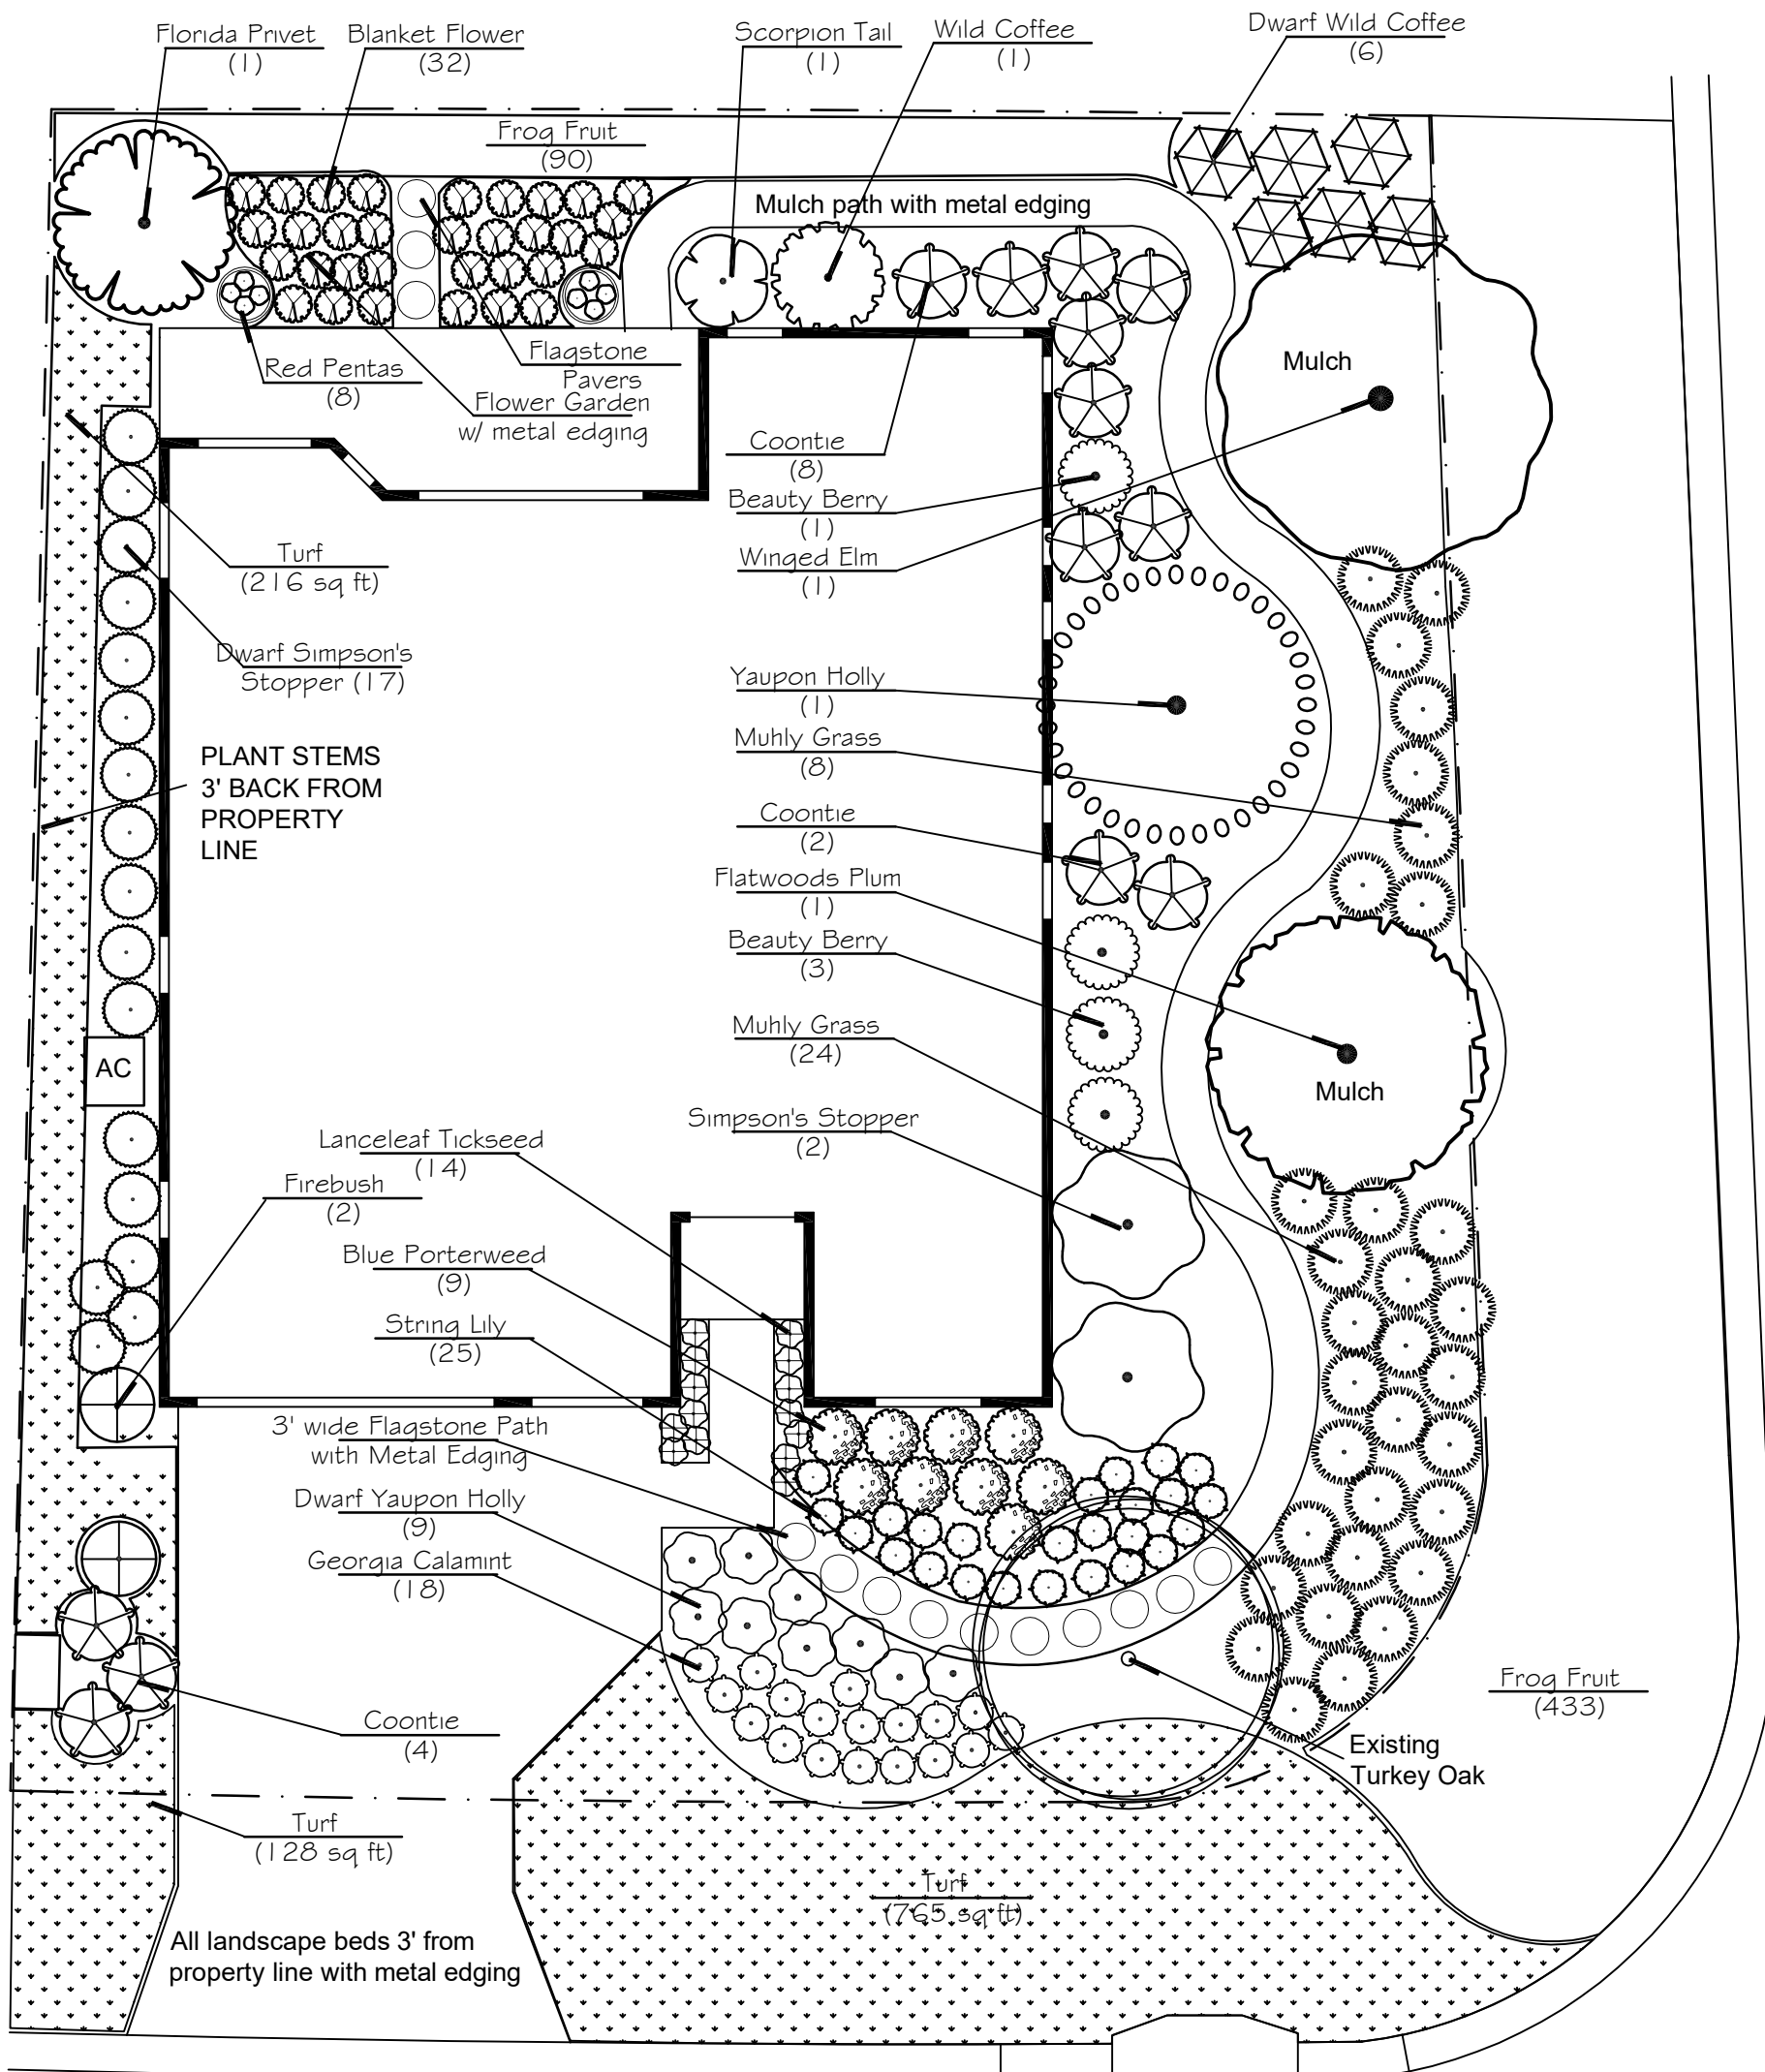 Florida Privet
(1)
Blanket Flower
(32)
Scorpion Tail
(1)
Wild Coffee
(1)
Dwarf Wild Coffee
(6)
Frog Fruit
(90)
Mulch path with metal edging
Red Pentas
(8)
Flagstone
Pavers
Flower Garden
w/ metal edging
Mulch
Coontie
(8)
Beauty Berry
(1)
Winged Elm
(1)
Turf
(216 sq ft)
Dwarf Simpson's
Stopper (17)
PLANT STEMS
3' BACK FROM
PROPERTY
LINE
Yaupon Holly
(1)
Muhly Grass
(8)
Coontie
(2)
Flatwoods Plum
(1)
Beauty Berry
(3)
Muhly Grass
(24)
AC
Mulch
Simpson's Stopper
(2)
Lanceleaf Tickseed
(14)
Firebush
(2)
Blue Porterweed
(9)
String Lily
(25)
3' wide Flagstone Path
with Metal Edging
Dwarf Yaupon Holly
(9)
Georgia Calamint
(18)
Coontie
(4)
Frog Fruit
(433)
Existing
Turkey Oak
Turf
(128 sq ft)
Turf
(765 sq ft)
All landscape beds 3' from
property line with metal edging